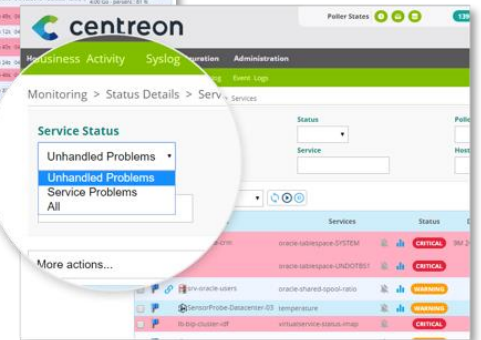 centreon
Poller States
Business Activity Syslog uration Administration
Event Logs
Monitoring > Status Details > Serv > Services
Service Status
Unhandled Problems
Unhandled Problems
Service Problems
All
Status
Service
More actions...
Services Status
oracle-tablespace-SYSTEM CRITICAL
oracle-tablespace-UNDOTBS1 CRITICAL
srv-oracle-users oracle-shared-spool-ratio WARNING
SensorProbe-Datacenter-03 temperature WARNING
virtualservice-status-imap CRITICAL